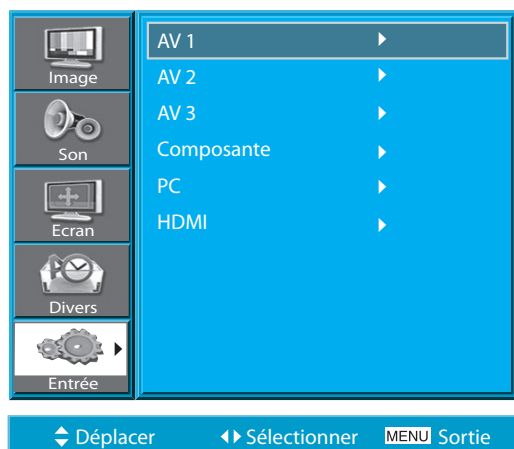 Image
Son
Ecran
Divers
Entrée
AV 1
AV 2
AV 3
Composante
PC
HDMI
Déplacer Sélectionner MENU Sortie